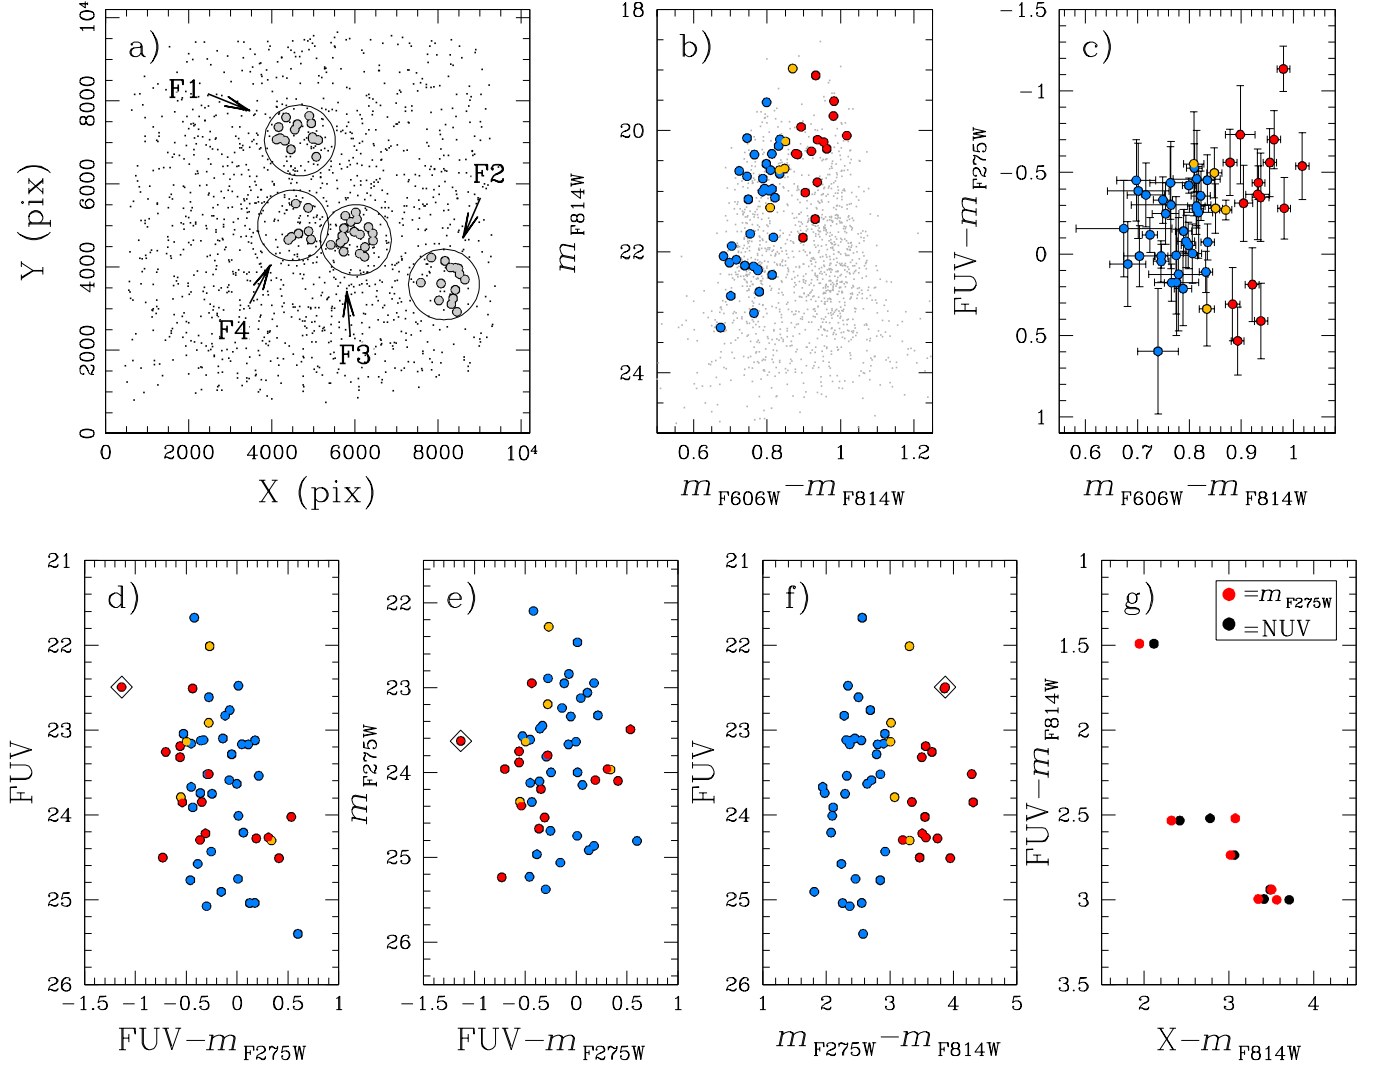 a)
F1
F2
F3
F4
10⁴
8000
6000
4000
2000
0
Y (pix)
0 2000 4000 6000 8000 10⁴
X (pix)
b)
18
20
22
24
m F814W
0.6 0.8 1 1.2
m F606W−m F814W
c)
−1.5
−1
−0.5
0
0.5
1
FUV−m F275W
0.6 0.7 0.8 0.9 1
m F606W−m F814W
d)
21
22
23
24
25
26
FUV
−1.5 −1 −0.5 0 0.5 1
FUV−m F275W
e)
22
23
24
25
26
m F275W
−1.5 −1 −0.5 0 0.5 1
FUV−m F275W
f)
21
22
23
24
25
26
FUV
1 2 3 4 5
m F275W−m F814W
g)
=m F275W
=NUV
1
1.5
2
2.5
3
3.5
FUV−m F814W
2 3 4
X−m F814W